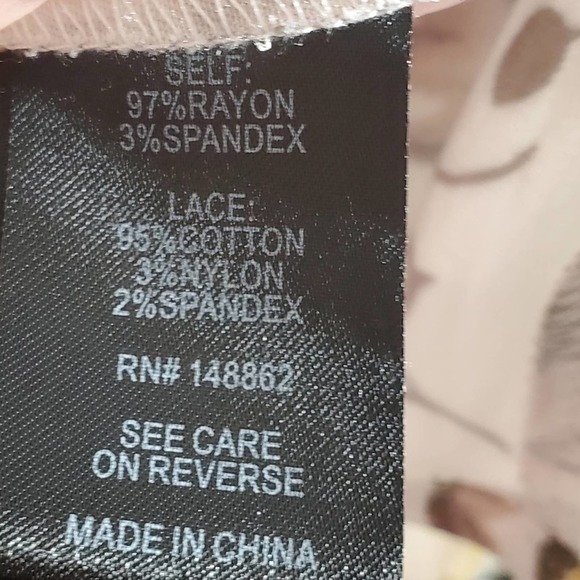 SELF:
97%RAYON
3%SPANDEX
LACE:
95%COTTON
3%NYLON
2%SPANDEX
RN# 148862
SEE CARE
ON REVERSE
MADE IN CHINA